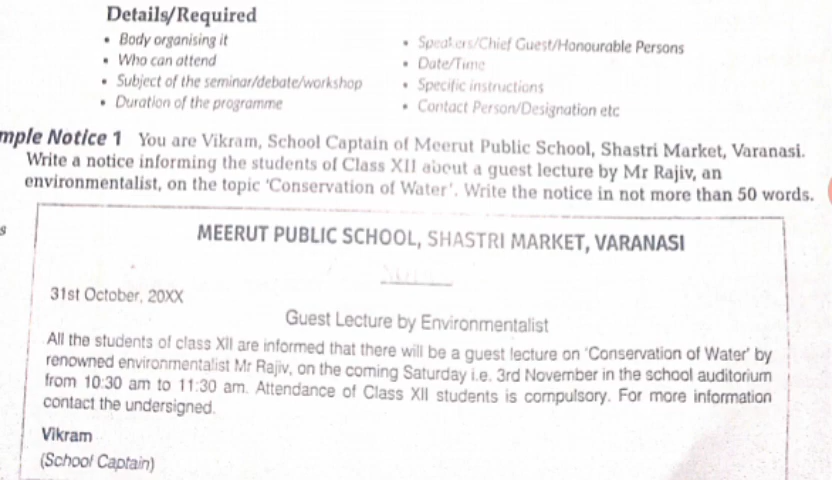 Details/Required
• Body organising it
• Who can attend
• Subject of the seminar/debate/workshop
• Duration of the programme
• Speakers/Chief Guest/Honourable Persons
• Date/Time
• Specific instructions
• Contact Person/Designation etc
mple Notice 1 You are Vikram, School Captain of Meerut Public School, Shastri Market, Varanasi.
Write a notice informing the students of Class XII about a guest lecture by Mr Rajiv, an
environmentalist, on the topic 'Conservation of Water'. Write the notice in not more than 50 words.
s
MEERUT PUBLIC SCHOOL, SHASTRI MARKET, VARANASI
31st October, 20XX
Guest Lecture by Environmentalist
All the students of class XII are informed that there will be a guest lecture on 'Conservation of Water' by
renowned environmentalist Mr Rajiv, on the coming Saturday i.e. 3rd November in the school auditorium
from 10:30 am to 11:30 am. Attendance of Class XII students is compulsory. For more information
contact the undersigned.
Vikram
(School Captain)